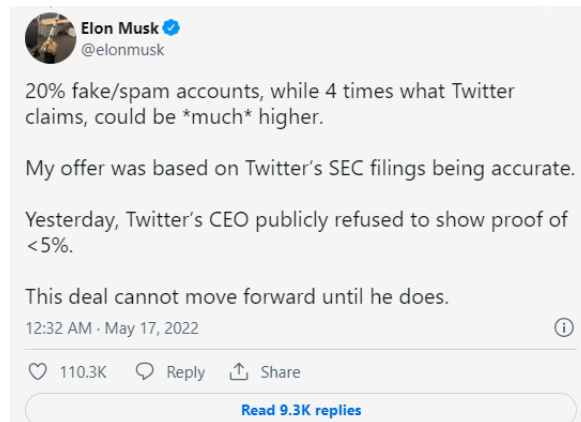 Elon Musk
@elonmusk
20% fake/spam accounts, while 4 times what Twitter
claims, could be *much* higher.
My offer was based on Twitter’s SEC filings being accurate.
Yesterday, Twitter’s CEO publicly refused to show proof of
<5%.
This deal cannot move forward until he does.
12:32 AM · May 17, 2022
110.3K Reply Share
Read 9.3K replies